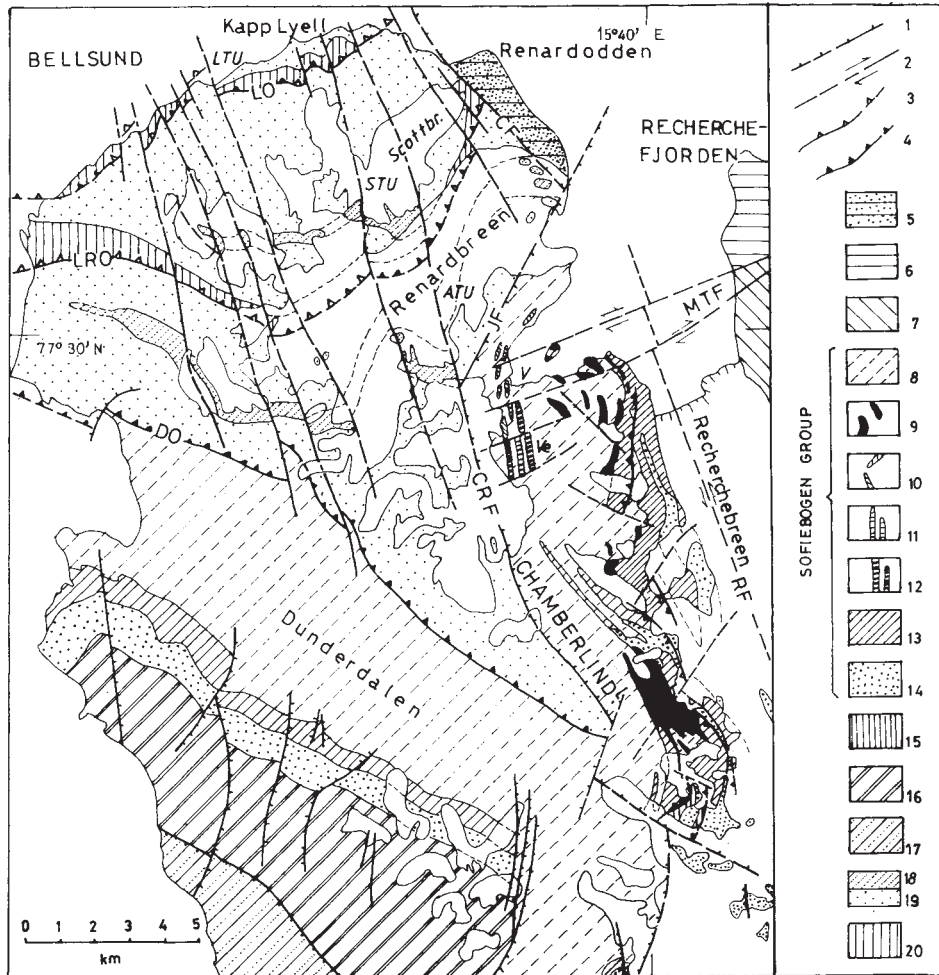 Kapp Lyell
15°40' E
BELLSUND
LTU
Renardodden
LO
CF
RECHERCHE-
FJORDEN
Scottbr.
STU
LRO
Renardbreen
ATU
JF
MTF
77° 30' N
V
DO
Ve
CRF
Recherchebreen
RF
CHAMBERLIND.
Dunderdalen
0 1 2 3 4 5
km
1
2
3
4
5
6
7
8
9
10
11
12
13
14
15
16
17
18
19
20
SOFIEBOGEN GROUP